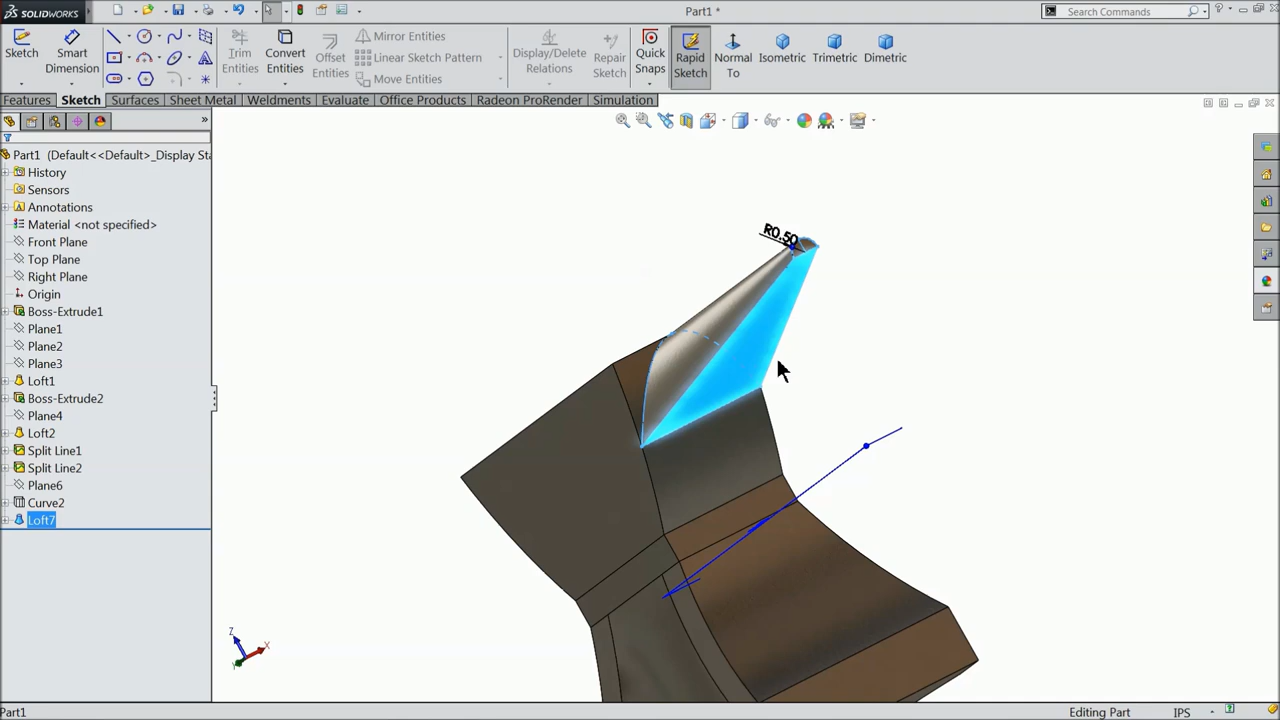 SOLIDWORKS
Part1 *
Search Commands
Sketch
Smart Dimension
Trim Entities
Convert Entities
Offset Entities
Mirror Entities
Linear Sketch Pattern
Move Entities
Display/Delete Relations
Repair Sketch
Quick Snaps
Rapid Sketch
Normal To
Isometric
Trimetric
Dimetric
Features
Sketch
Surfaces
Sheet Metal
Weldments
Evaluate
Office Products
Radeon ProRender
Simulation
Part1 (Default<<Default>_Display Sta
History
Sensors
Annotations
Material <not specified>
Front Plane
Top Plane
Right Plane
Origin
Boss-Extrude1
Plane1
Plane2
Plane3
Loft1
Boss-Extrude2
Plane4
Loft2
Split Line1
Split Line2
Plane6
Curve2
Loft7
R0.50
Z
X
Y
Part1
Editing Part
IPS